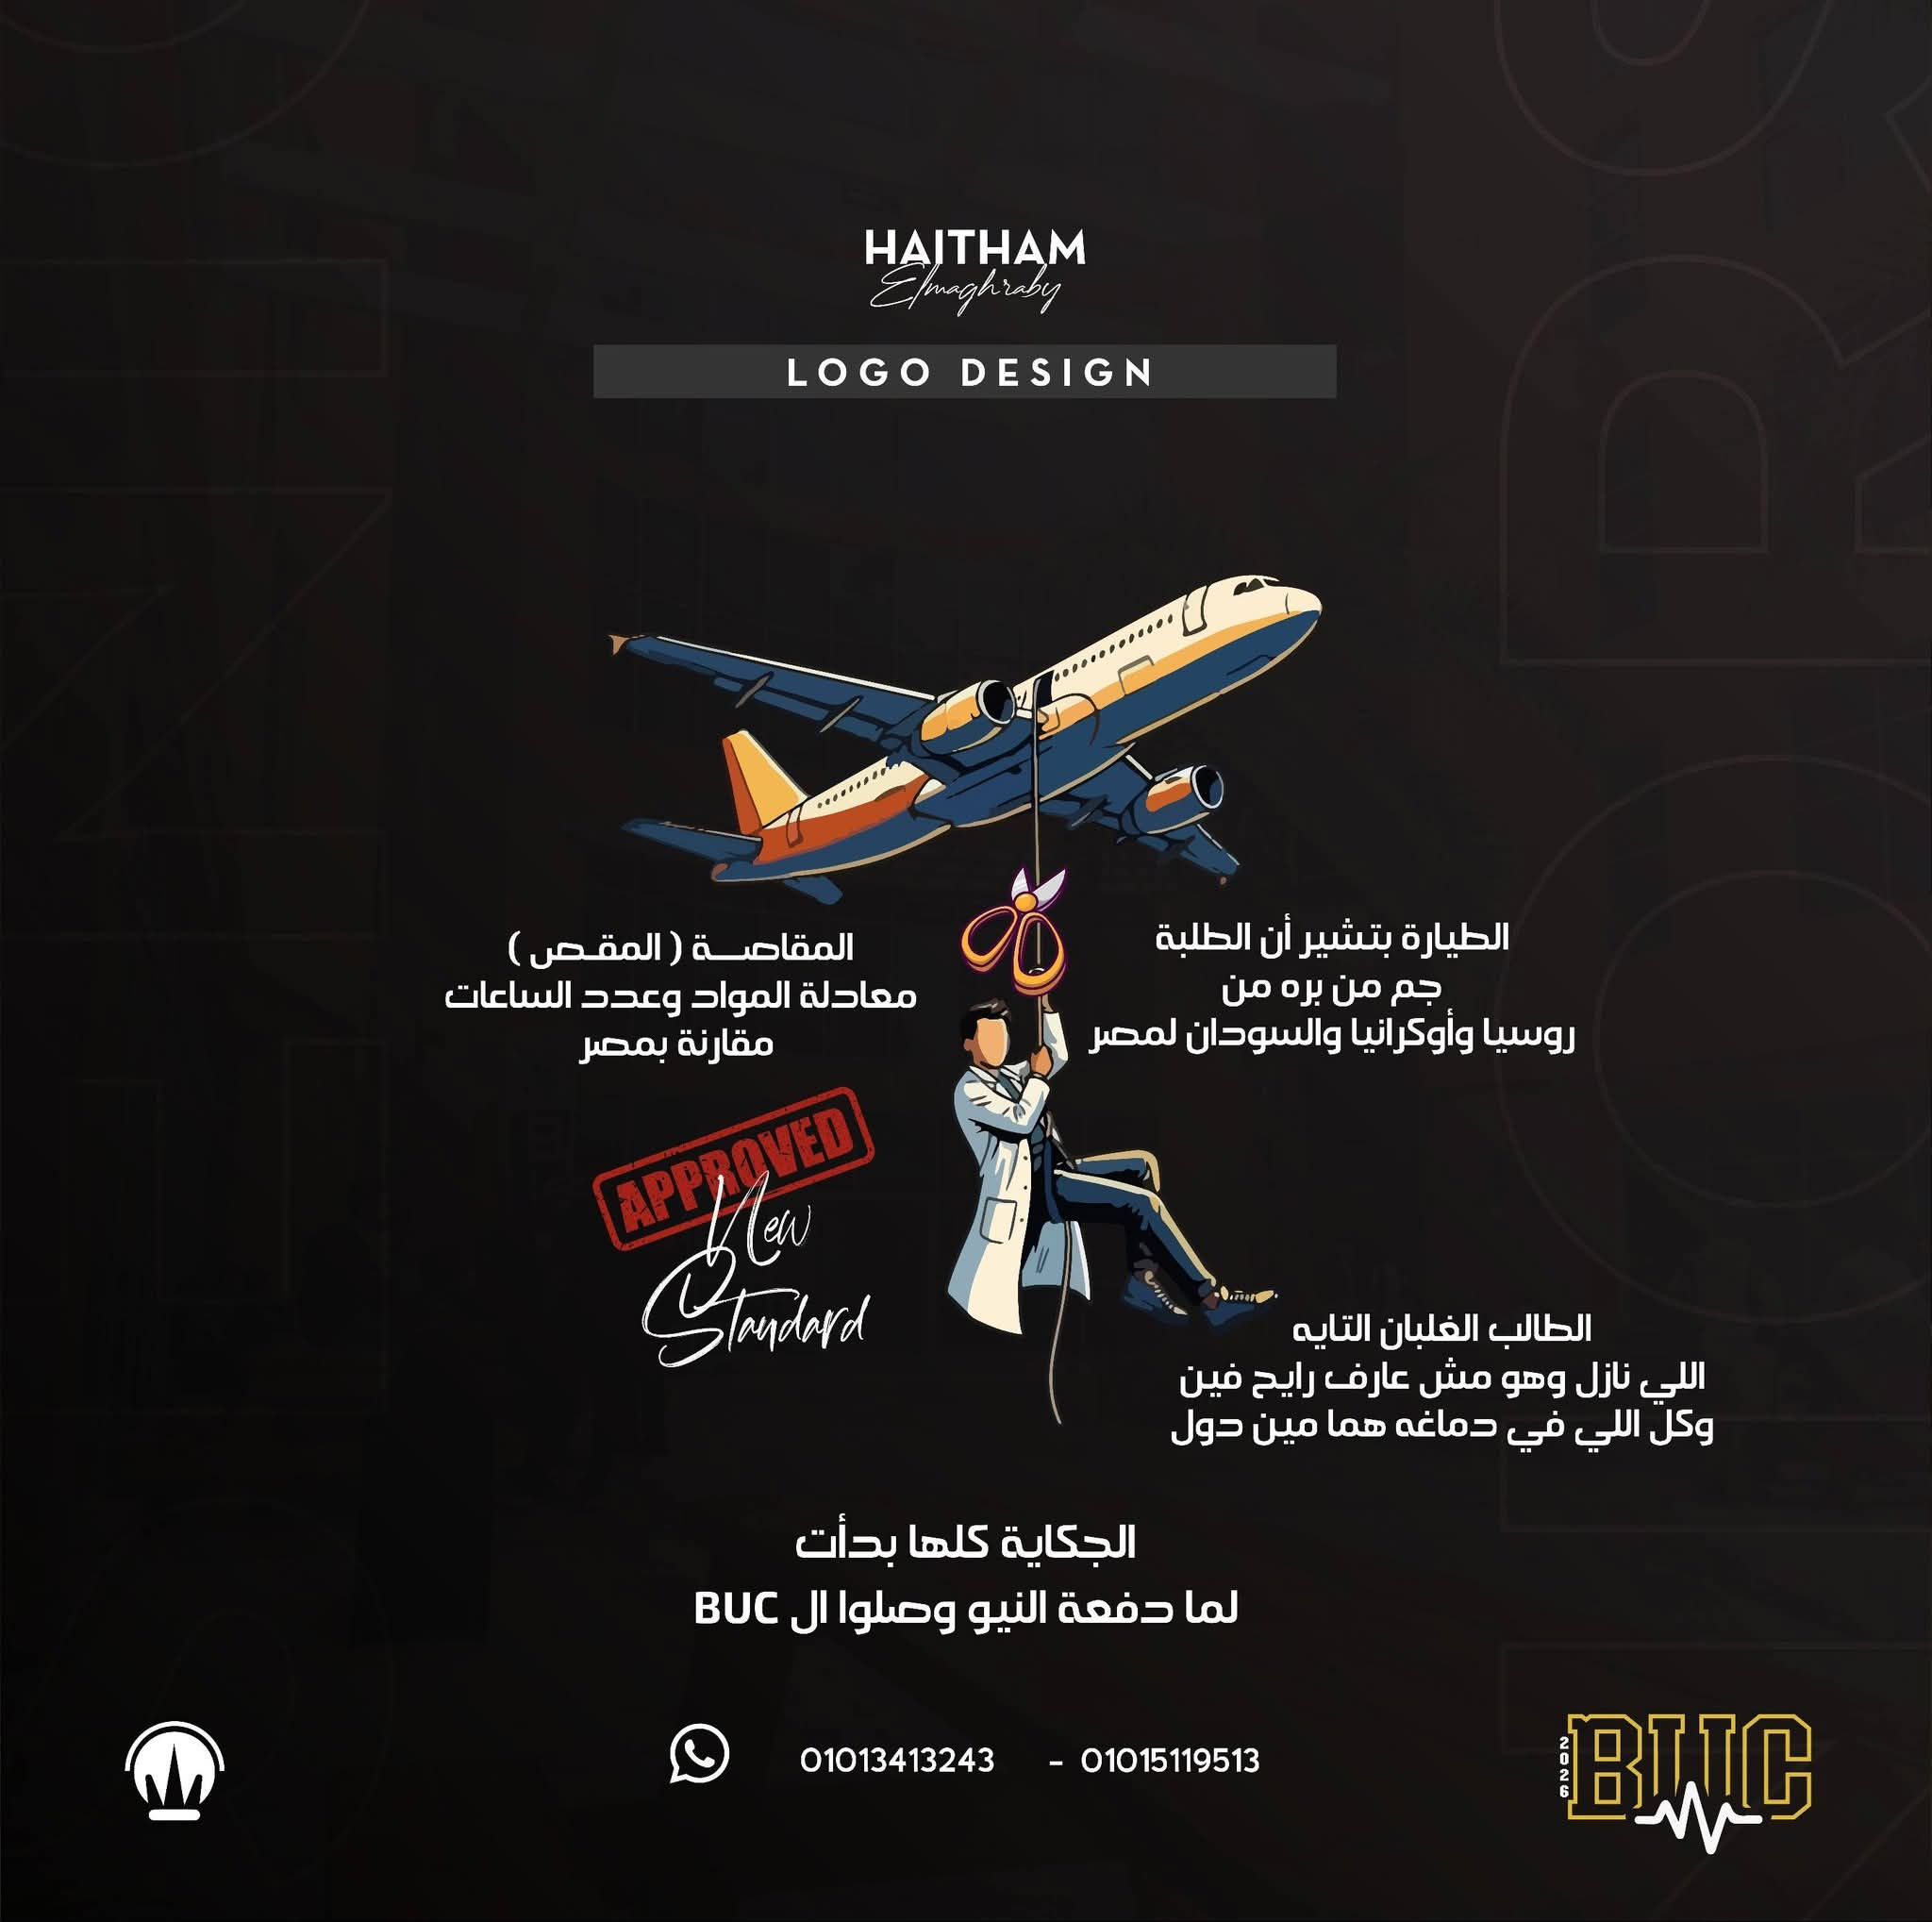 HAITHAM
Elmaghraby
LOGO DESIGN
الطيارة بتشير أن الطلبة
جم من بره من
روسيا وأوكرانيا والسودان لمصر
المقاصـــة ( المقـص )
معادلة المواد وعدد الساعات
مقارنة بمصر
APPROVED
New
Standard
الطالب الغلبان التايه
اللي نازل وهو مش عارف رايح فين
وكل اللي في دماغه هما مين دول
الجكاية كلها بدأت
لما دفعة النيو وصلوا ال BUC
01013413243 - 01015119513
2026
BUC